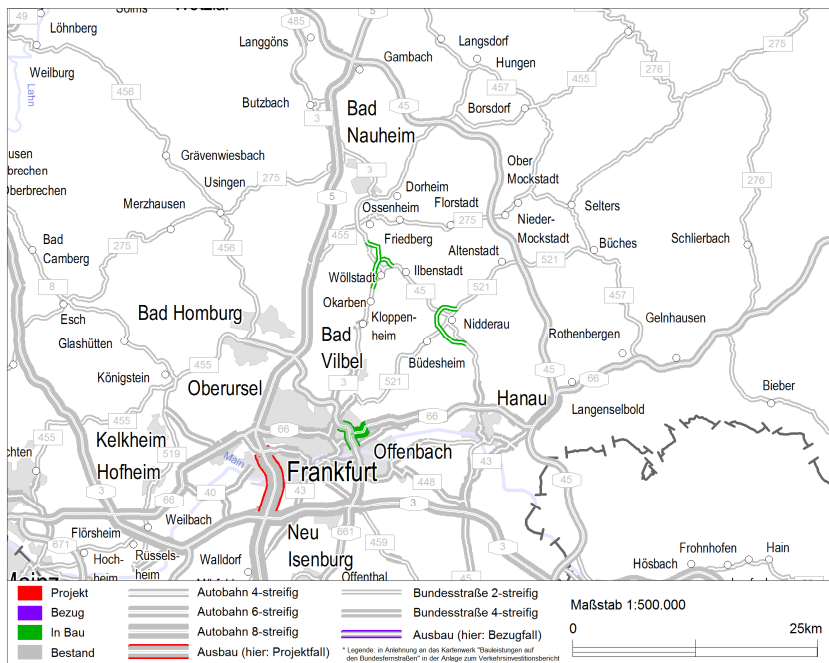 49
Löhnberg
485
5
Langgöns
Langsdorf
275
Gambach
Hungen
Weilburg
276
456
457
455
Lahn
Butzbach
3
Bad
Nauheim
45
Borsdorf
Grävenwiesbach
Ober
Mockstadt
Usingen
275
3
276
Dorheim
Merzhausen
5
Ossenheim
Florstadt
Selters
275
Nieder-
Mockstadt
Bad
Camberg
275
456
455
Friedberg
Altenstadt
Büches
Schlierbach
521
8
Wöllstadt
Ilbenstadt
45
457
Esch
Bad Homburg
Okarben
Kloppen-
heim
Nidderau
Gelnhausen
Glashütten
Bad
Vilbel
Rothenbergen
455
Büdesheim
Königstein
Oberursel
3
521
45
66
Bieber
455
Hanau
Langenselbold
455
Kelkheim
66
66
519
Hofheim
Main
Offenbach
Frankfurt
43
3
40
43
448
45
66
3
Weilbach
Flörsheim
Neu
Isenburg
661
459
3
671
Hoch-
heim
Rüssels-
heim
Walldorf
Offenthal
Frohnhofen
Hain
Hösbach
Projekt
Bezug
In Bau
Bestand
Autobahn 4-streifig
Autobahn 6-streifig
Autobahn 8-streifig
Ausbau (hier: Projektfall)
Bundesstraße 2-streifig
Bundesstraße 4-streifig
Ausbau (hier: Bezugfall)
* Legende: in Anlehnung an das Kartenwerk "Bauleistungen auf
den Bundesfernstraßen" in der Anlage zum Verkehrsinvestitionsbericht
Maßstab 1:500.000
0
25km